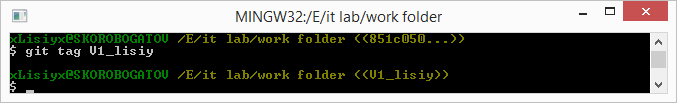 MINGW32:/E/it lab/work folder
xLisiyx@SKOROBOGATOV /E/it lab/work folder ((851c050...))
$ git tag V1_lisiy
xLisiyx@SKOROBOGATOV /E/it lab/work folder ((V1_lisiy))
$